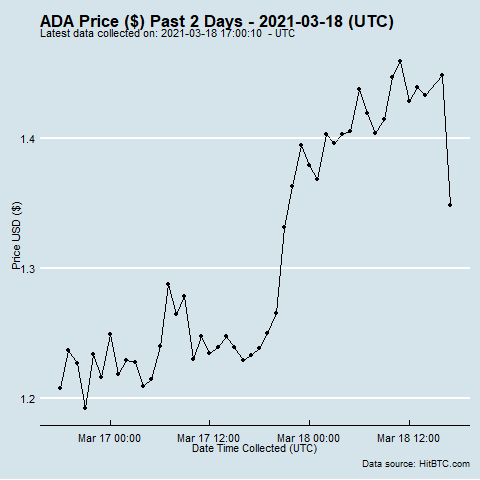 ADA Price ($) Past 2 Days - 2021-03-18 (UTC)
Latest data collected on: 2021-03-18 17:00:10 - UTC
1.4
1.3
1.2
Price USD ($)
Mar 17 00:00 Mar 17 12:00 Mar 18 00:00 Mar 18 12:00
Date Time Collected (UTC)
Data source: HitBTC.com